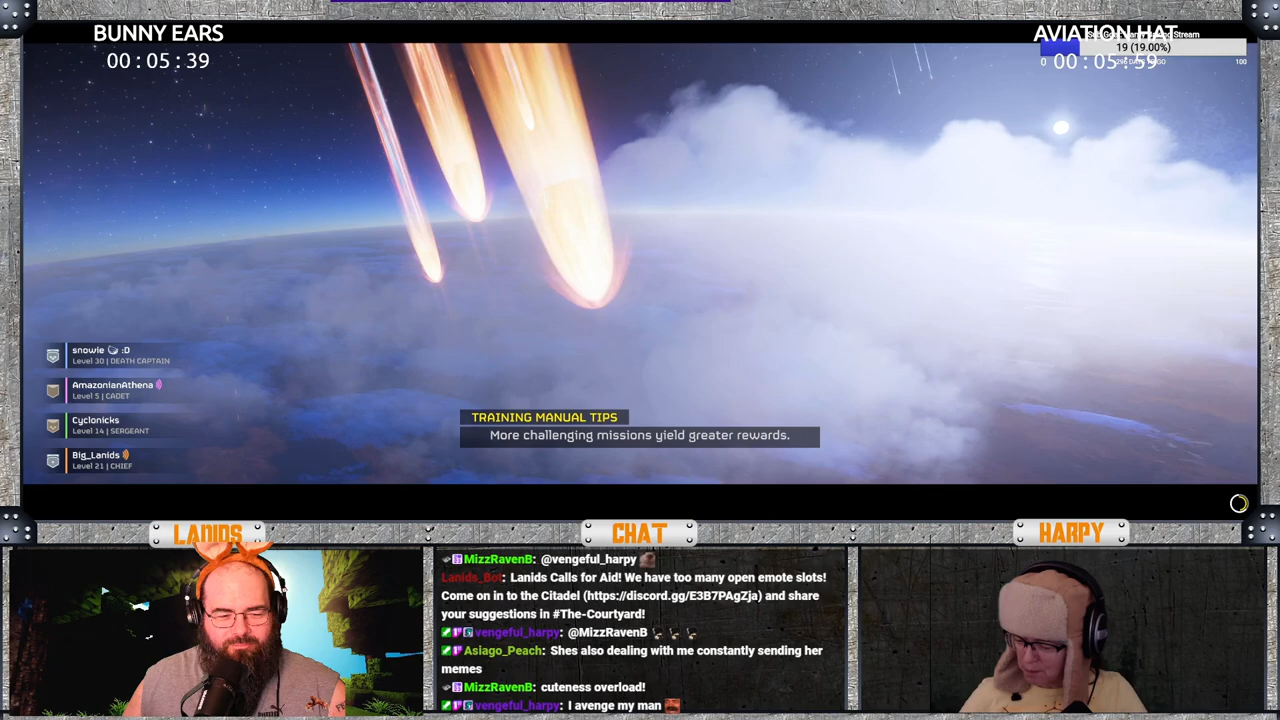 BUNNY EARS
00:05:39
AVIATION HAT
Stream
19 (19.00%)
0
00:05:59
100
snowie :D
Level 30 | DEATH CAPTAIN
AmazonianAthena
Level 5 | CADET
Cyclonicks
Level 14 | SERGEANT
Big_Lanids
Level 21 | CHIEF
TRAINING MANUAL TIPS
More challenging missions yield greater rewards.
LANIDS
CHAT
HARPY
MizzRavenB: @vengeful_harpy
Lanids_Bot: Lanids Calls for Aid! We have too many open emote slots!
Come on in to the Citadel (https://discord.gg/E3B7PAgZja) and share
your suggestions in #The-Courtyard!
vengeful_harpy: @MizzRavenB
Asiago_Peach: Shes also dealing with me constantly sending her
memes
MizzRavenB: cuteness overload!
vengeful_harpy: I avenge my man